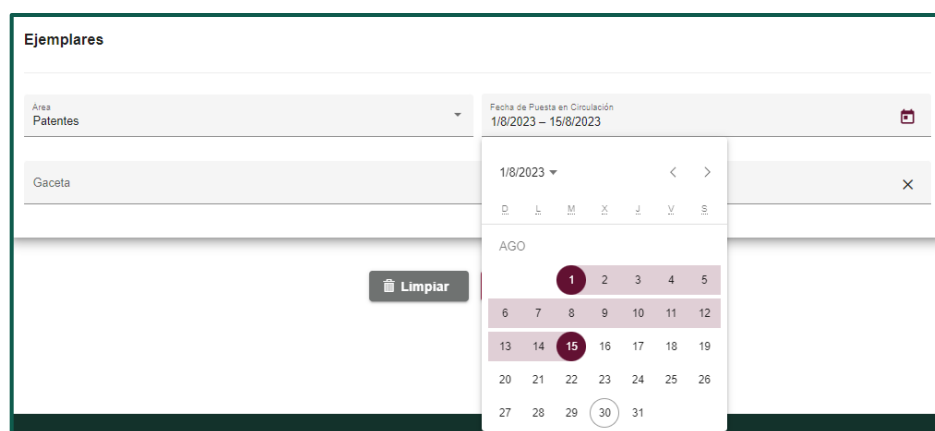 Ejemplares
Area
Patentes
Fecha de Puesta en Circulación
1/8/2023 – 15/8/2023
Gaceta
1/8/2023
D L M X J V S
AGO
1 2 3 4 5
6 7 8 9 10 11 12
13 14 15 16 17 18 19
20 21 22 23 24 25 26
27 28 29 30 31
Limpiar